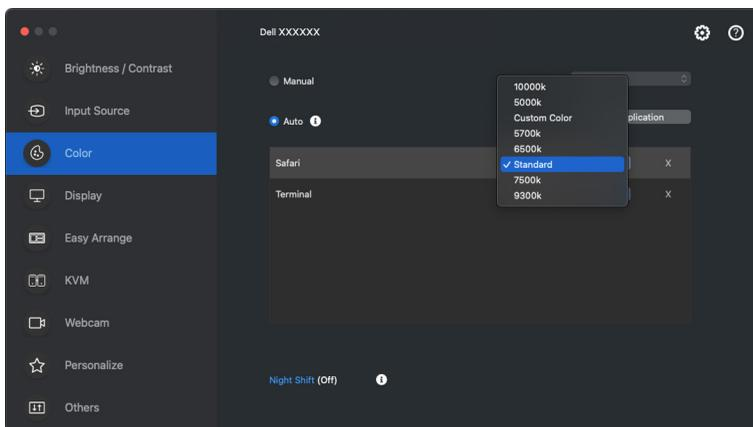 Dell XXXXXX
Brightness / Contrast
Input Source
Color
Display
Easy Arrange
KVM
Webcam
Personalize
Others
Manual
Auto
Safari
X
Terminal
X
10000k
5000k
Custom Color
5700k
6500k
✓ Standard
7500k
9300k
Night Shift (Off)